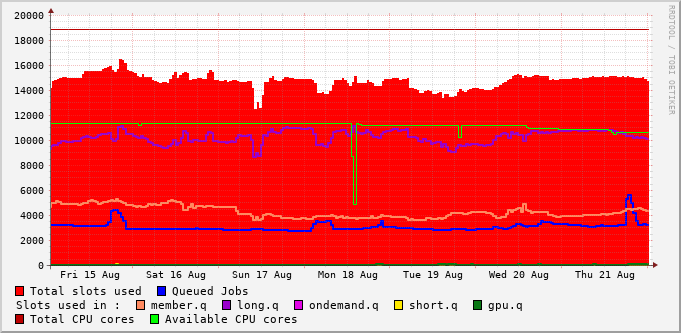 20000
18000
16000
14000
12000
10000
8000
6000
4000
2000
0
Fri 15 Aug Sat 16 Aug Sun 17 Aug Mon 18 Aug Tue 19 Aug Wed 20 Aug Thu 21 Aug
Total slots used Queued Jobs
Slots used in : member.q long.q ondemand.q short.q gpu.q
Total CPU cores Available CPU cores
RRDTOOL / TOBI OETIKER